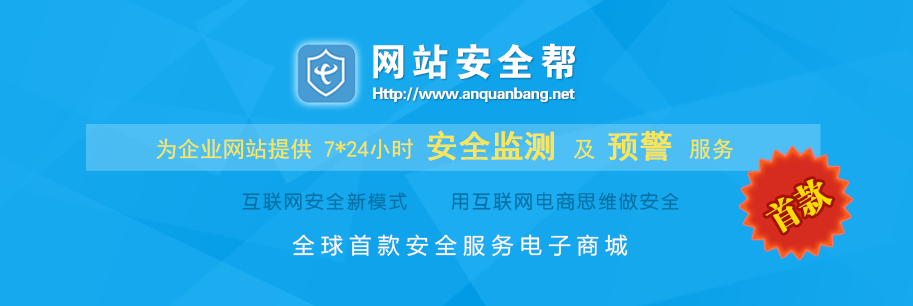 网站安全帮
Http://www.anquanbang.net
为企业网站提供 7*24小时 安全监测 及 预警 服务
互联网安全新模式 用互联网电商思维做安全
全球首款安全服务电子商城
首款